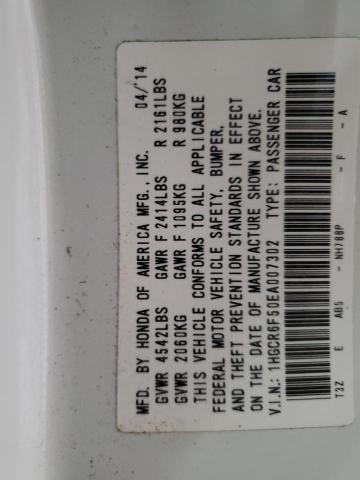 MFD. BY HONDA OF AMERICA MFG., INC. 04/'14
GVWR 4542LBS GAWR F 2414LBS R 2161LBS
GVWR 2060KG GAWR F 1095KG R 980KG
THIS VEHICLE CONFORMS TO ALL APPLICABLE
FEDERAL MOTOR VEHICLE SAFETY, BUMPER,
AND THEFT PREVENTION STANDARDS IN EFFECT
ON THE DATE OF MANUFACTURE SHOWN ABOVE.
V.I.N.: 1HGCR6F50EA007302 TYPE: PASSENGER CAR
T3Z E AB5 - NH788P - F - A